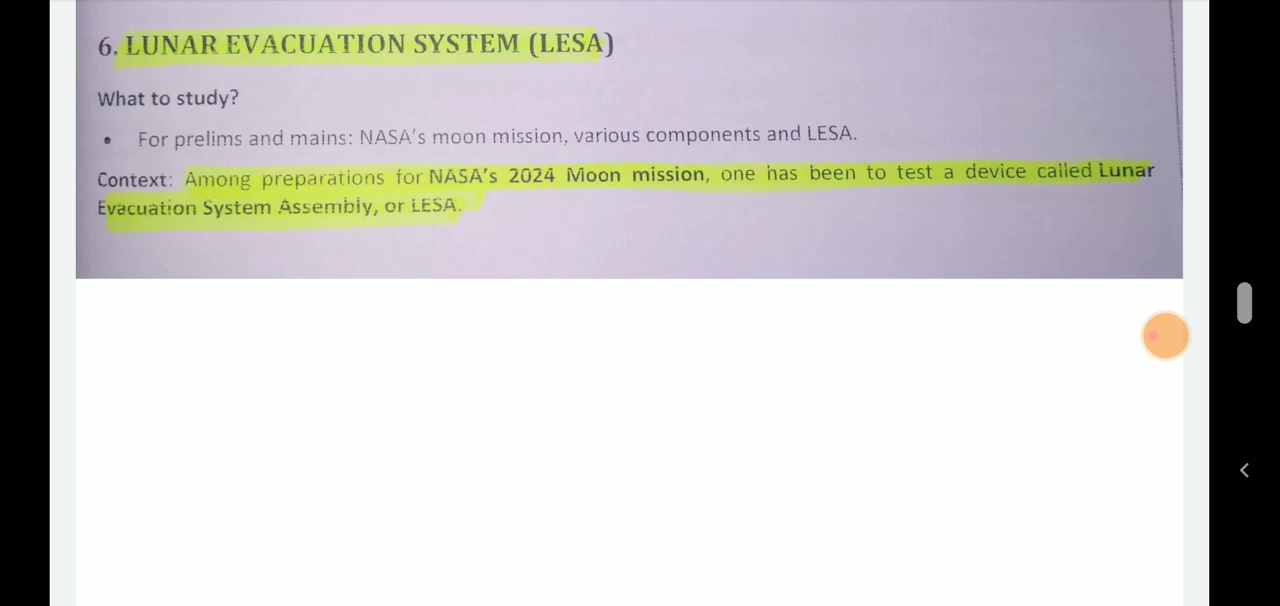 6. LUNAR EVACUATION SYSTEM (LESA)
What to study?
• For prelims and mains: NASA's moon mission, various components and LESA.
Context: Among preparations for NASA's 2024 Moon mission, one has been to test a device called Lunar
Evacuation System Assembly, or LESA.